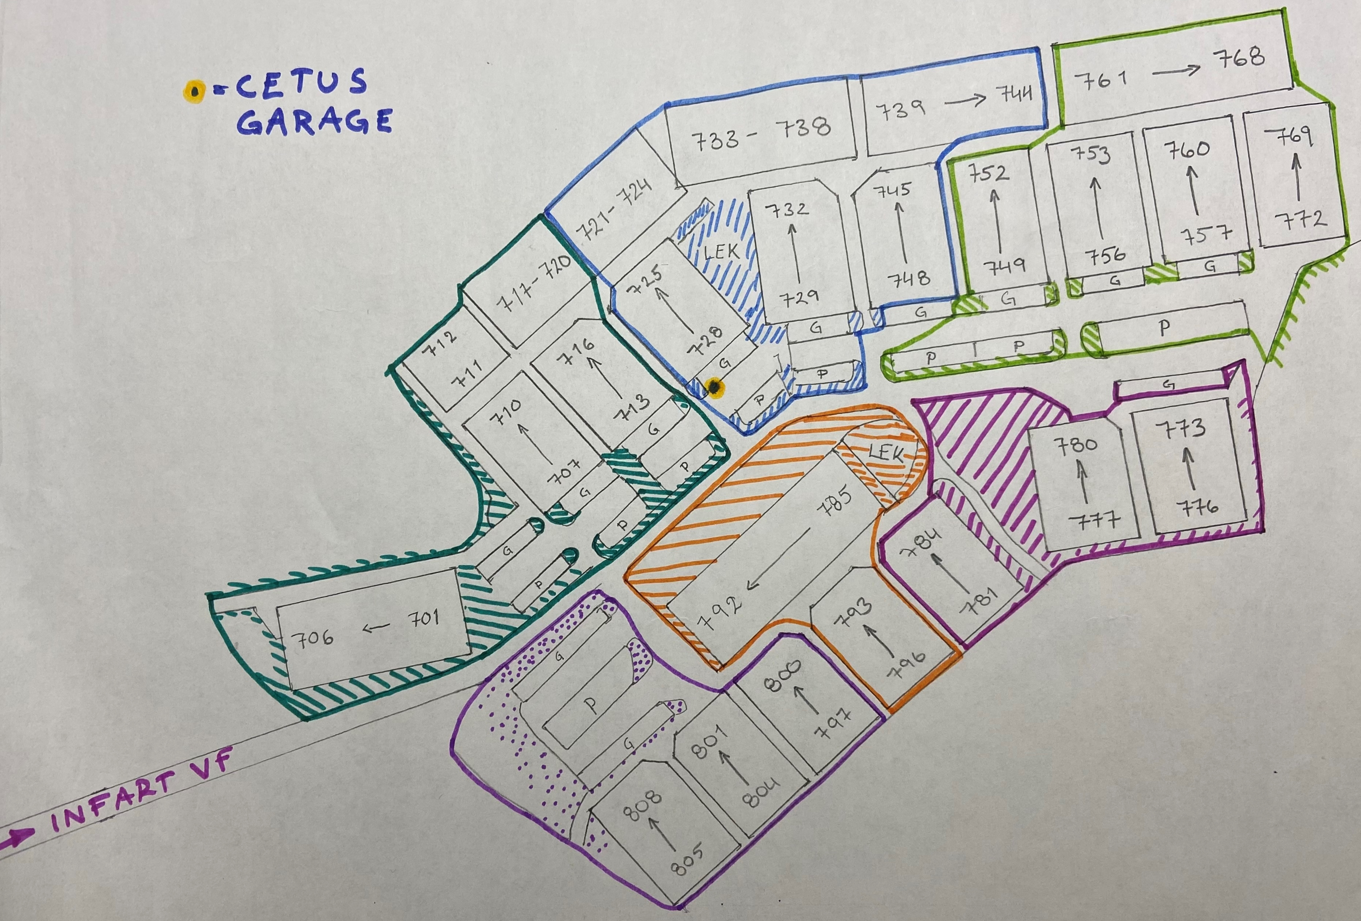 = CETUS
GARAGE
761 → 768
739 → 744
733 - 738
721 - 724
717 - 720
712
711
710
707
716
713
G
P
G
P
G
P
706 ← 701
LEK
725
728
G
P
732
729
G
P
745
748
G
752
749
G
753
756
G
760
757
G
769
772
P
P
P
G
780
777
773
776
LEK
785
792
784
781
793
796
800
797
801
804
808
805
G
P
G
→ INFART VF